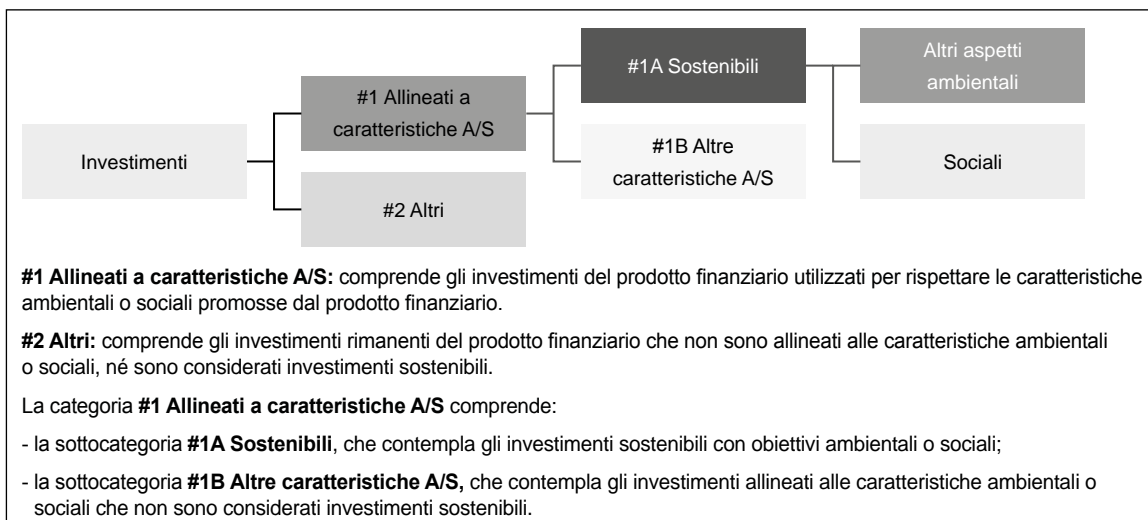 Investimenti
#1 Allineati a
caratteristiche A/S
#2 Altri
#1A Sostenibili
#1B Altre
caratteristiche A/S
Altri aspetti
ambientali
Sociali
#1 Allineati a caratteristiche A/S: comprende gli investimenti del prodotto finanziario utilizzati per rispettare le caratteristiche
ambientali o sociali promosse dal prodotto finanziario.
#2 Altri: comprende gli investimenti rimanenti del prodotto finanziario che non sono allineati alle caratteristiche ambientali
o sociali, né sono considerati investimenti sostenibili.
La categoria #1 Allineati a caratteristiche A/S comprende:
- la sottocategoria #1A Sostenibili, che contempla gli investimenti sostenibili con obiettivi ambientali o sociali;
- la sottocategoria #1B Altre caratteristiche A/S, che contempla gli investimenti allineati alle caratteristiche ambientali o
sociali che non sono considerati investimenti sostenibili.